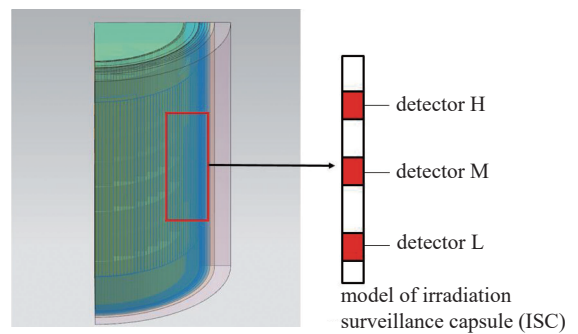 detector H
detector M
detector L
model of irradiation
surveillance capsule (ISC)